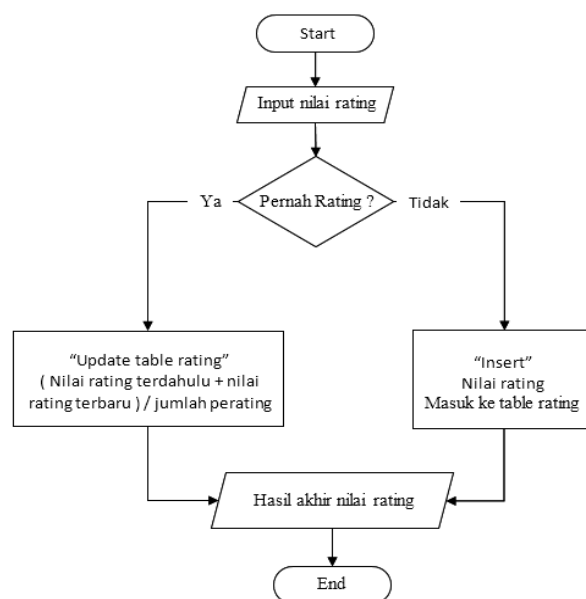 Start
Input nilai rating
Pernah Rating ?
Ya
Tidak
“Update table rating”
( Nilai rating terdahulu + nilai
rating terbaru ) / jumlah perating
“Insert”
Nilai rating
Masuk ke table rating
Hasil akhir nilai rating
End